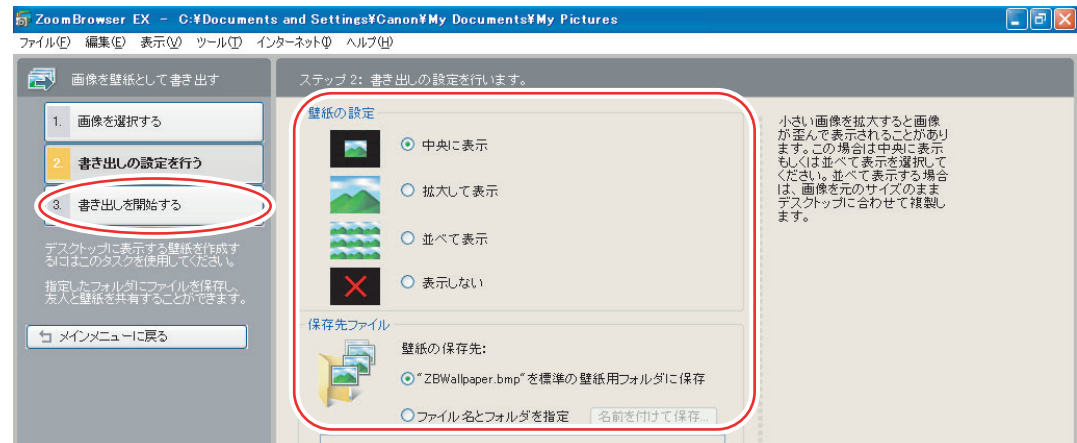 ZoomBrowser EX - C:¥Documents and Settings¥Canon¥My Documents¥My Pictures
ファイル(F) 編集(E) 表示(V) ツール(T) インターネット(I) ヘルプ(H)
画像を壁紙として書き出す
1. 画像を選択する
2. 書き出しの設定を行う
3. 書き出しを開始する
デスクトップに表示する壁紙を作成す
るにはこのタスクを使用してください。
指定したフォルダにファイルを保存し、
友人と壁紙を共有することができます。
メインメニューに戻る
ステップ 2: 書き出しの設定を行います。
壁紙の設定
中央に表示
拡大して表示
並べて表示
表示しない
保存先ファイル
壁紙の保存先:
"ZBWallpaper.bmp"を標準の壁紙用フォルダに保存
ファイル名とフォルダを指定 名前を付けて保存...
小さい画像を拡大すると画像
が歪んで表示されることがあり
ます。この場合は中央に表示
もしくは並べて表示を選択して
ください。並べて表示する場合
は、画像を元のサイズのまま
デスクトップに合わせて複製し
ます。